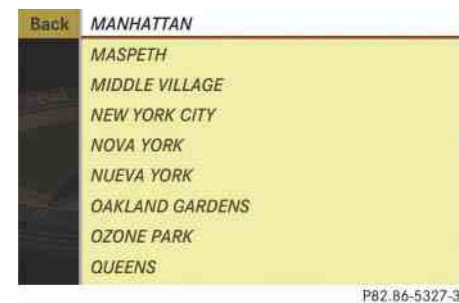 Back MANHATTAN
MASPETH
MIDDLE VILLAGE
NEW YORK CITY
NOVA YORK
NUEVA YORK
OAKLAND GARDENS
OZONE PARK
QUEENS
P82.86-5327-3